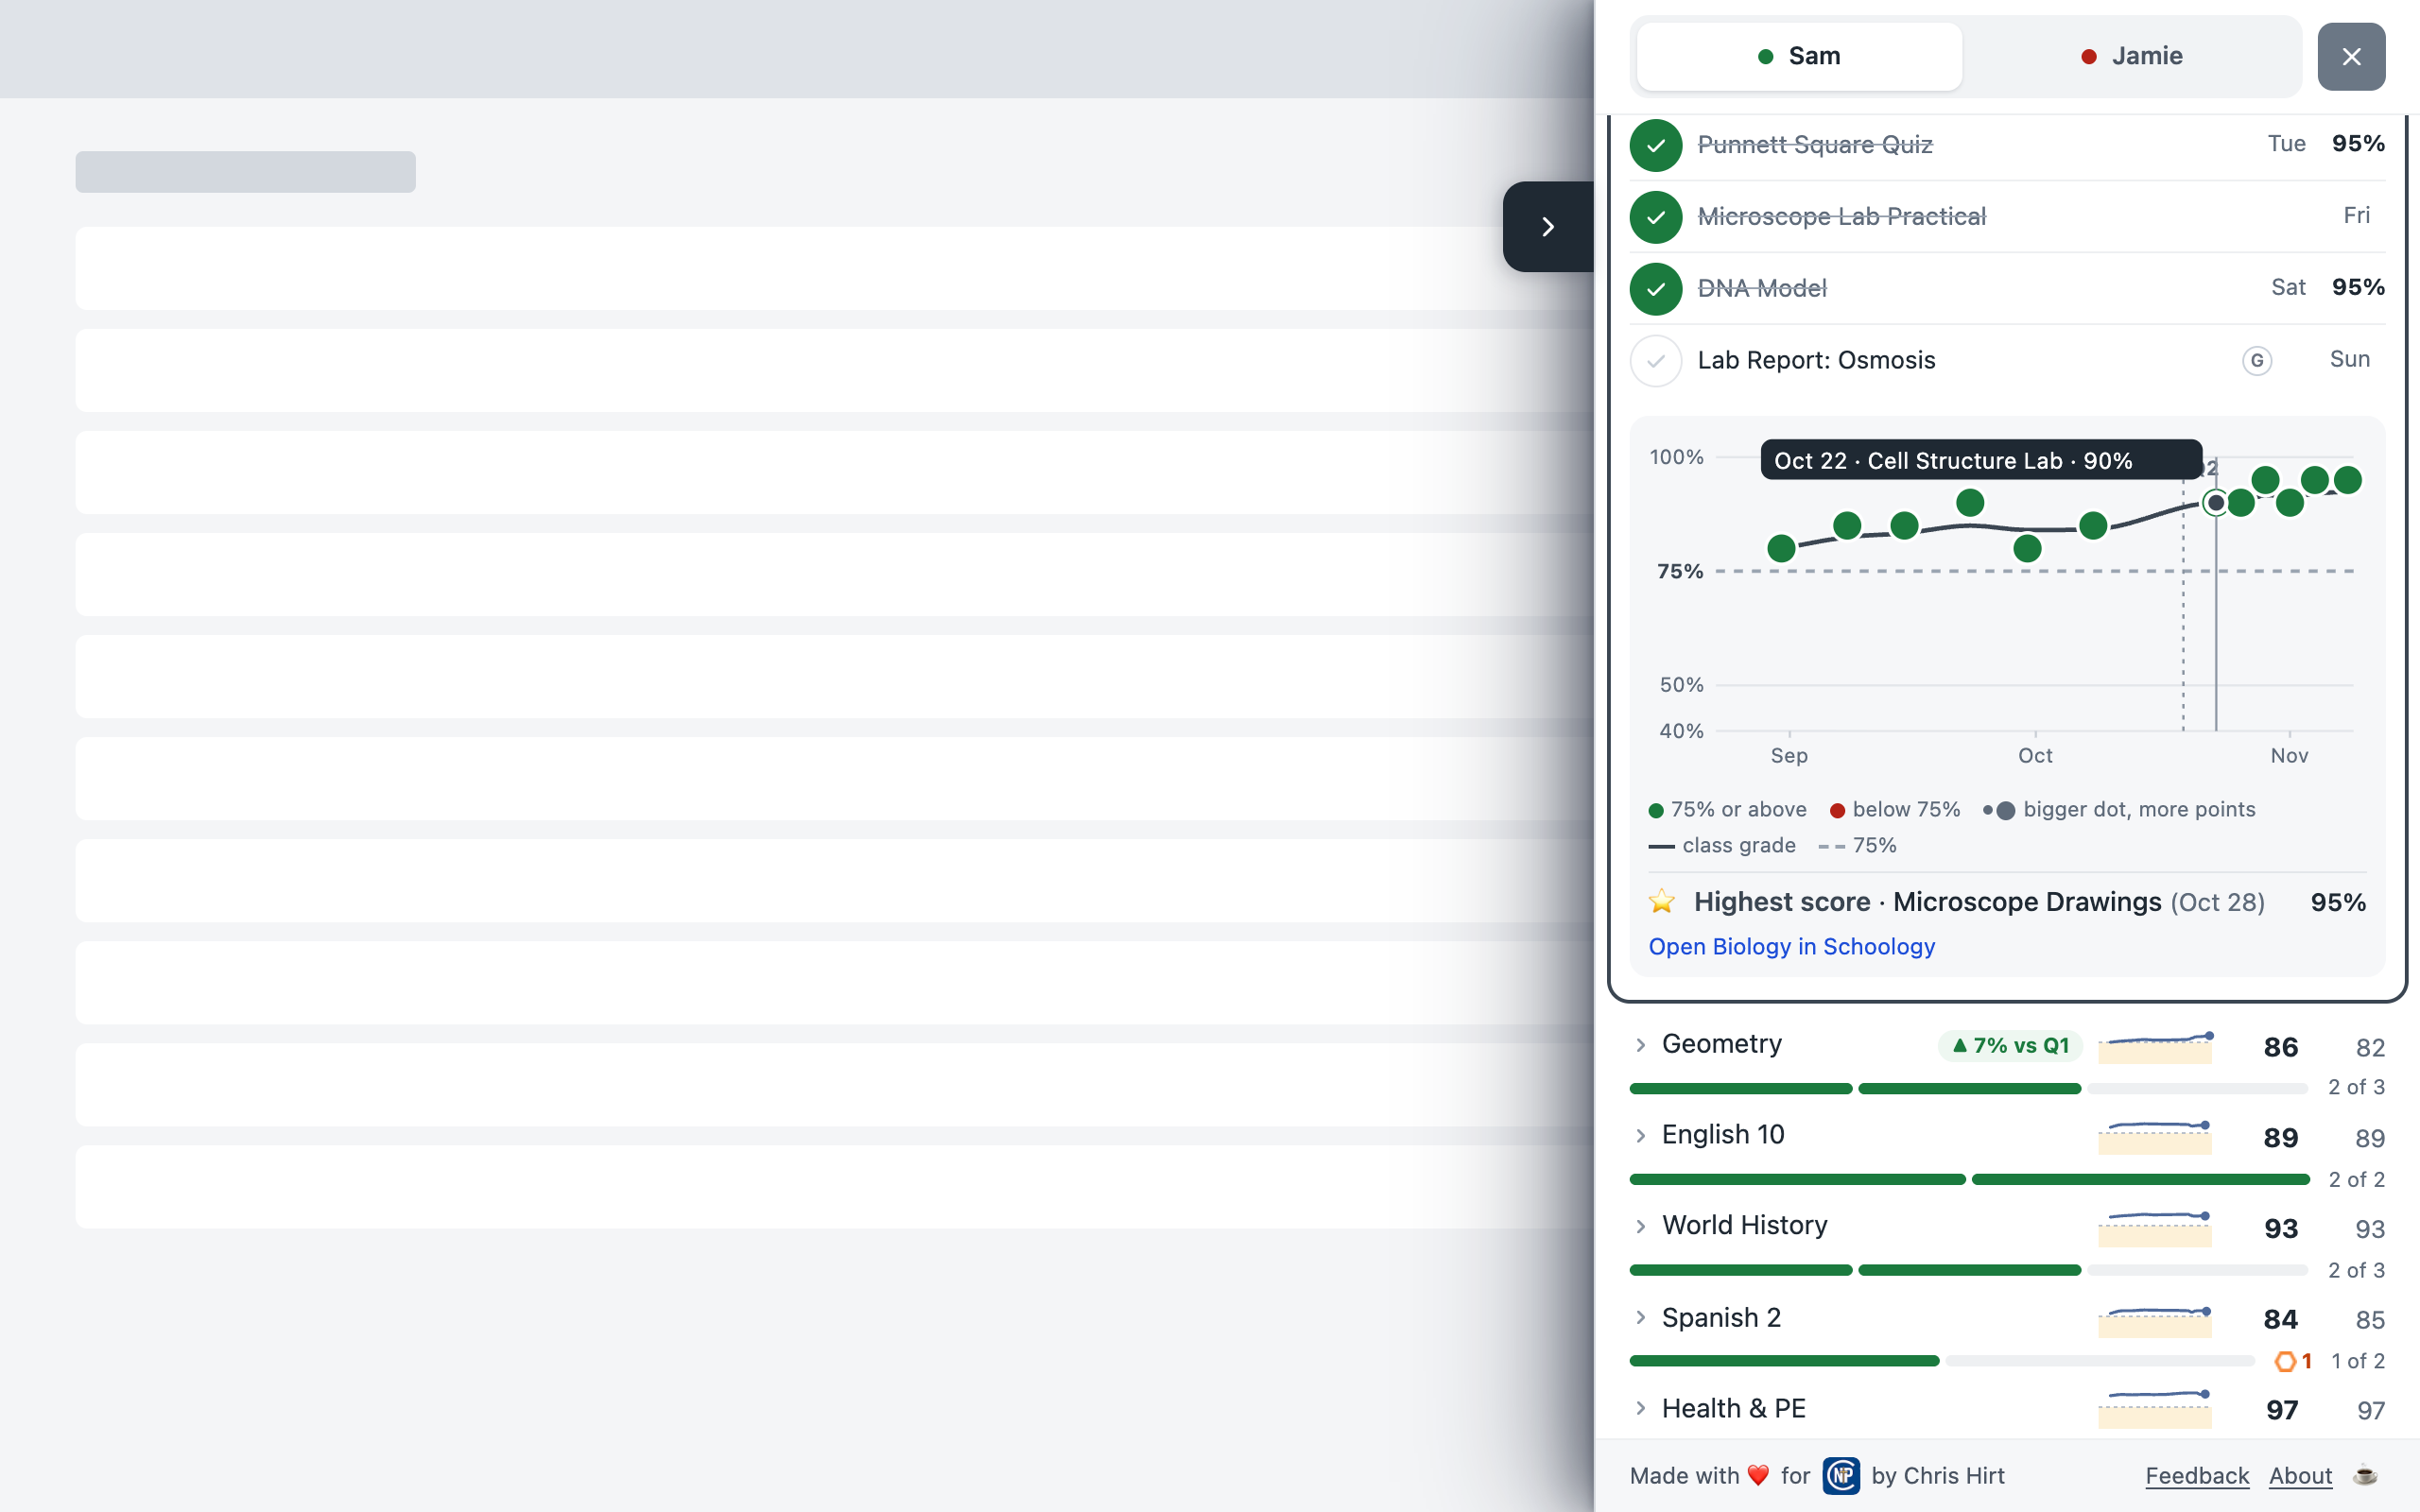 Sam
Jamie
Punnett Square Quiz Tue 95%
Microscope Lab Practical Fri
DNA Model Sat 95%
Lab Report: Osmosis G Sun
100%
Oct 22 · Cell Structure Lab · 90%
75%
50%
40%
Sep Oct Nov
75% or above below 75% bigger dot, more points
class grade 75%
Highest score · Microscope Drawings (Oct 28) 95%
Open Biology in Schoology
Geometry ▲ 7% vs Q1 86 82
2 of 3
English 10 89 89
2 of 2
World History 93 93
2 of 3
Spanish 2 84 85
1 1 of 2
Health & PE 97 97
Made with ❤️ for NP by Chris Hirt Feedback About